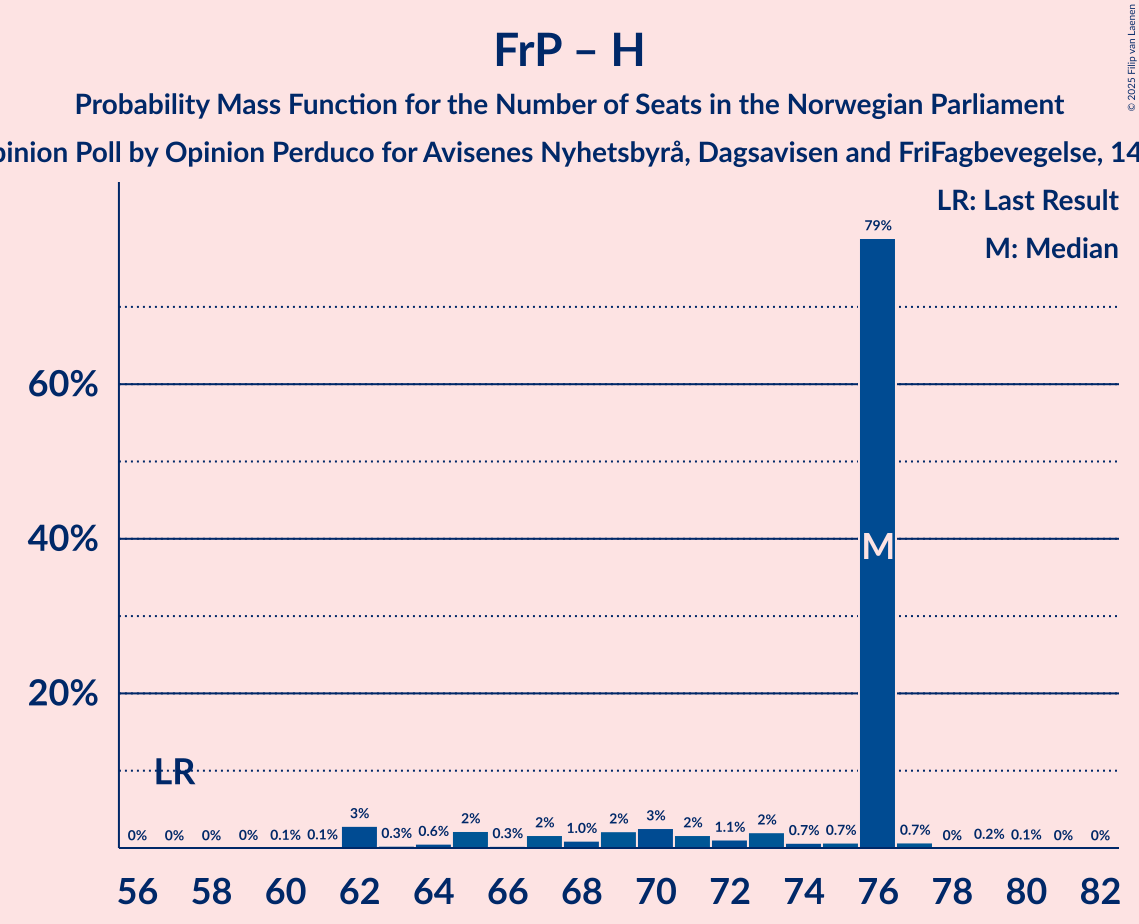 FrP – H
Probability Mass Function for the Number of Seats in the Norwegian Parliament
pinion Poll by Opinion Perduco for Avisenes Nyhetsbyrå, Dagsavisen and FriFagbevegelse, 14
© 2025 Filip van Laenen
LR: Last Result
M: Median
79%
60%
40%
M
20%
LR
0% 0% 0% 0% 0.1% 0.1% 3% 0.3% 0.6% 2% 0.3% 2% 1.0% 2% 3% 2% 1.1% 2% 0.7% 0.7% 0.7% 0% 0.2% 0.1% 0% 0%
56 58 60 62 64 66 68 70 72 74 76 78 80 82